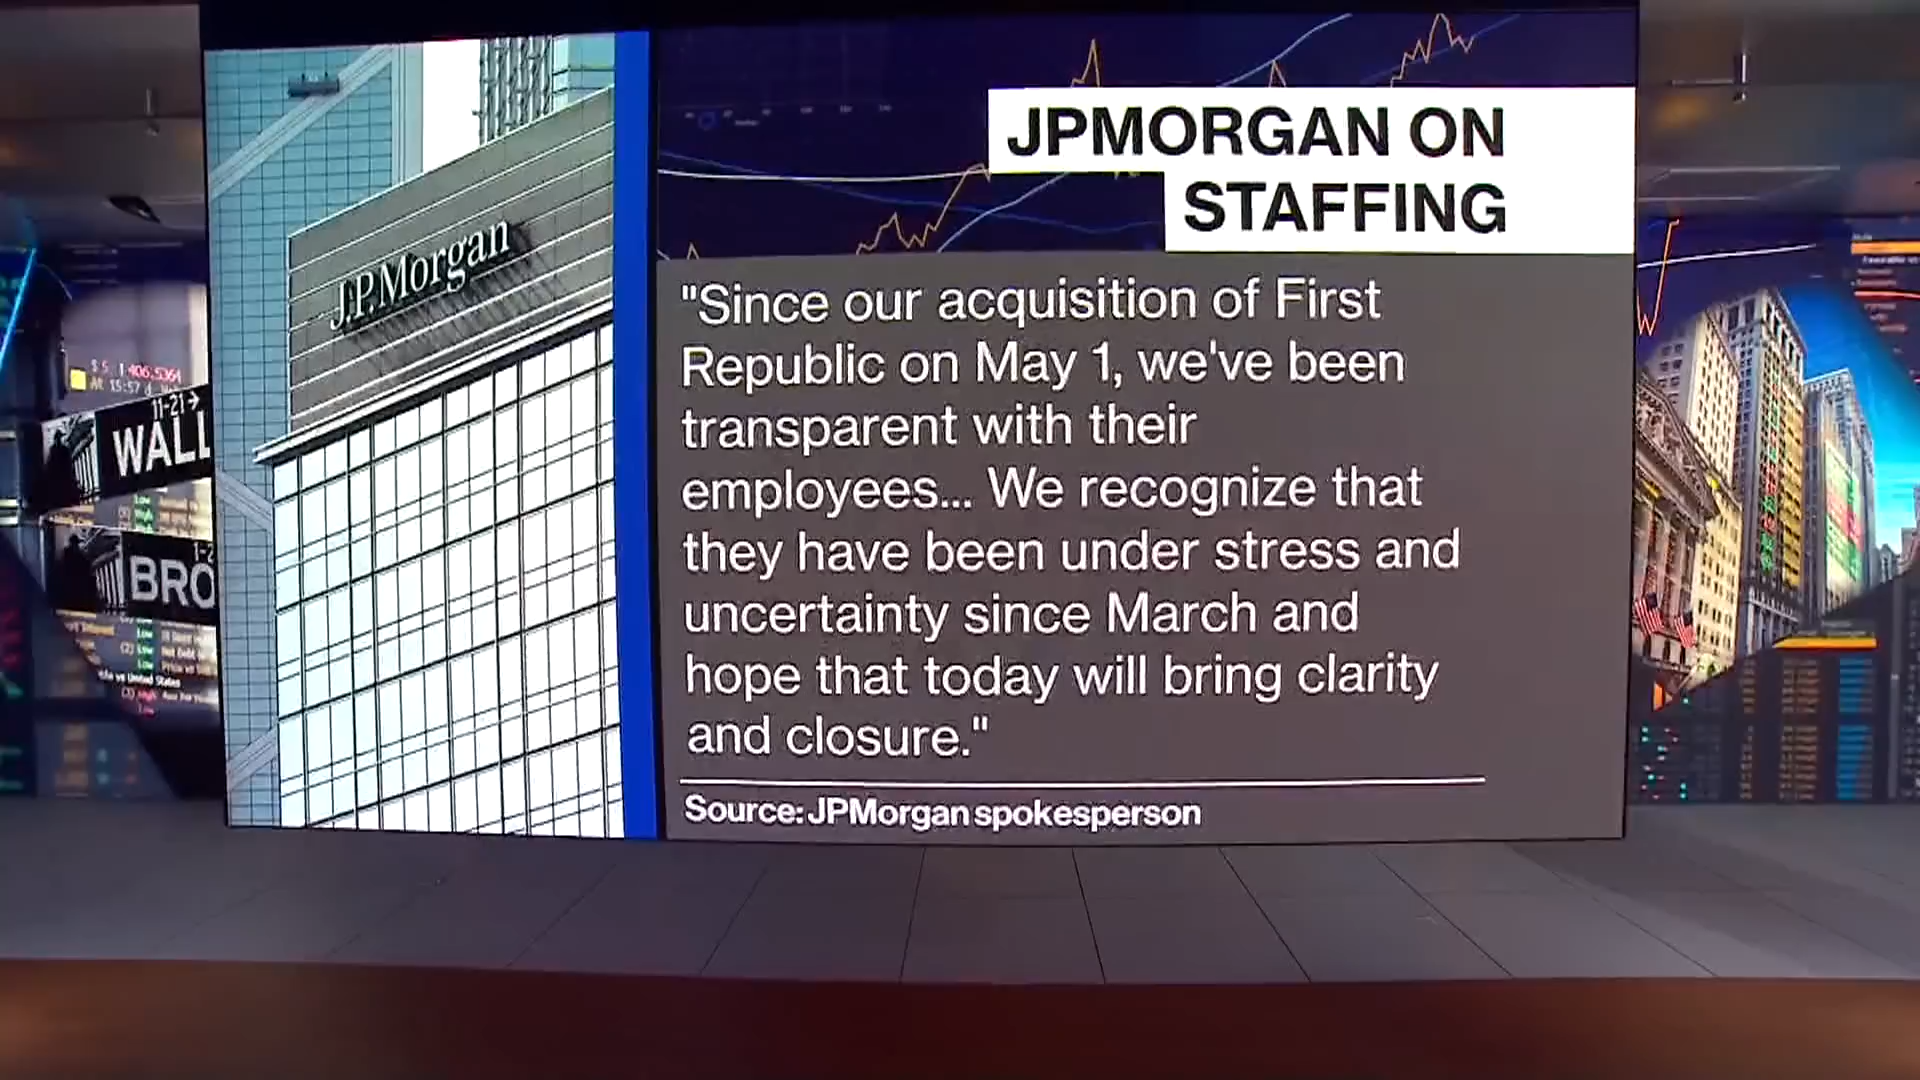 JPMORGAN ON
STAFFING
J.P.Morgan
"Since our acquisition of First
Republic on May 1, we've been
transparent with their
employees... We recognize that
they have been under stress and
uncertainty since March and
hope that today will bring clarity
and closure."
Source: JPMorgan spokesperson
11-21→
WALL
BRO